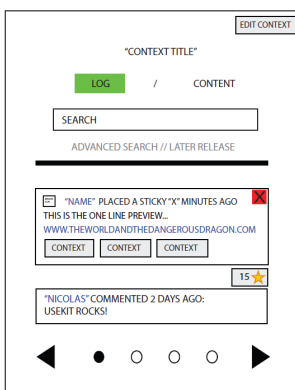 EDIT CONTEXT
"CONTEXT TITLE"
LOG / CONTENT
SEARCH
ADVANCED SEARCH // LATER RELEASE
X
"NAME" PLACED A STICKY "X" MINUTES AGO
THIS IS THE ONE LINE PREVIEW...
WWW.THEWORLDANDTHEDANGEROUSDRAGON.COM
CONTEXT CONTEXT CONTEXT
15
"NICOLAS" COMMENTED 2 DAYS AGO:
USEKIT ROCKS!